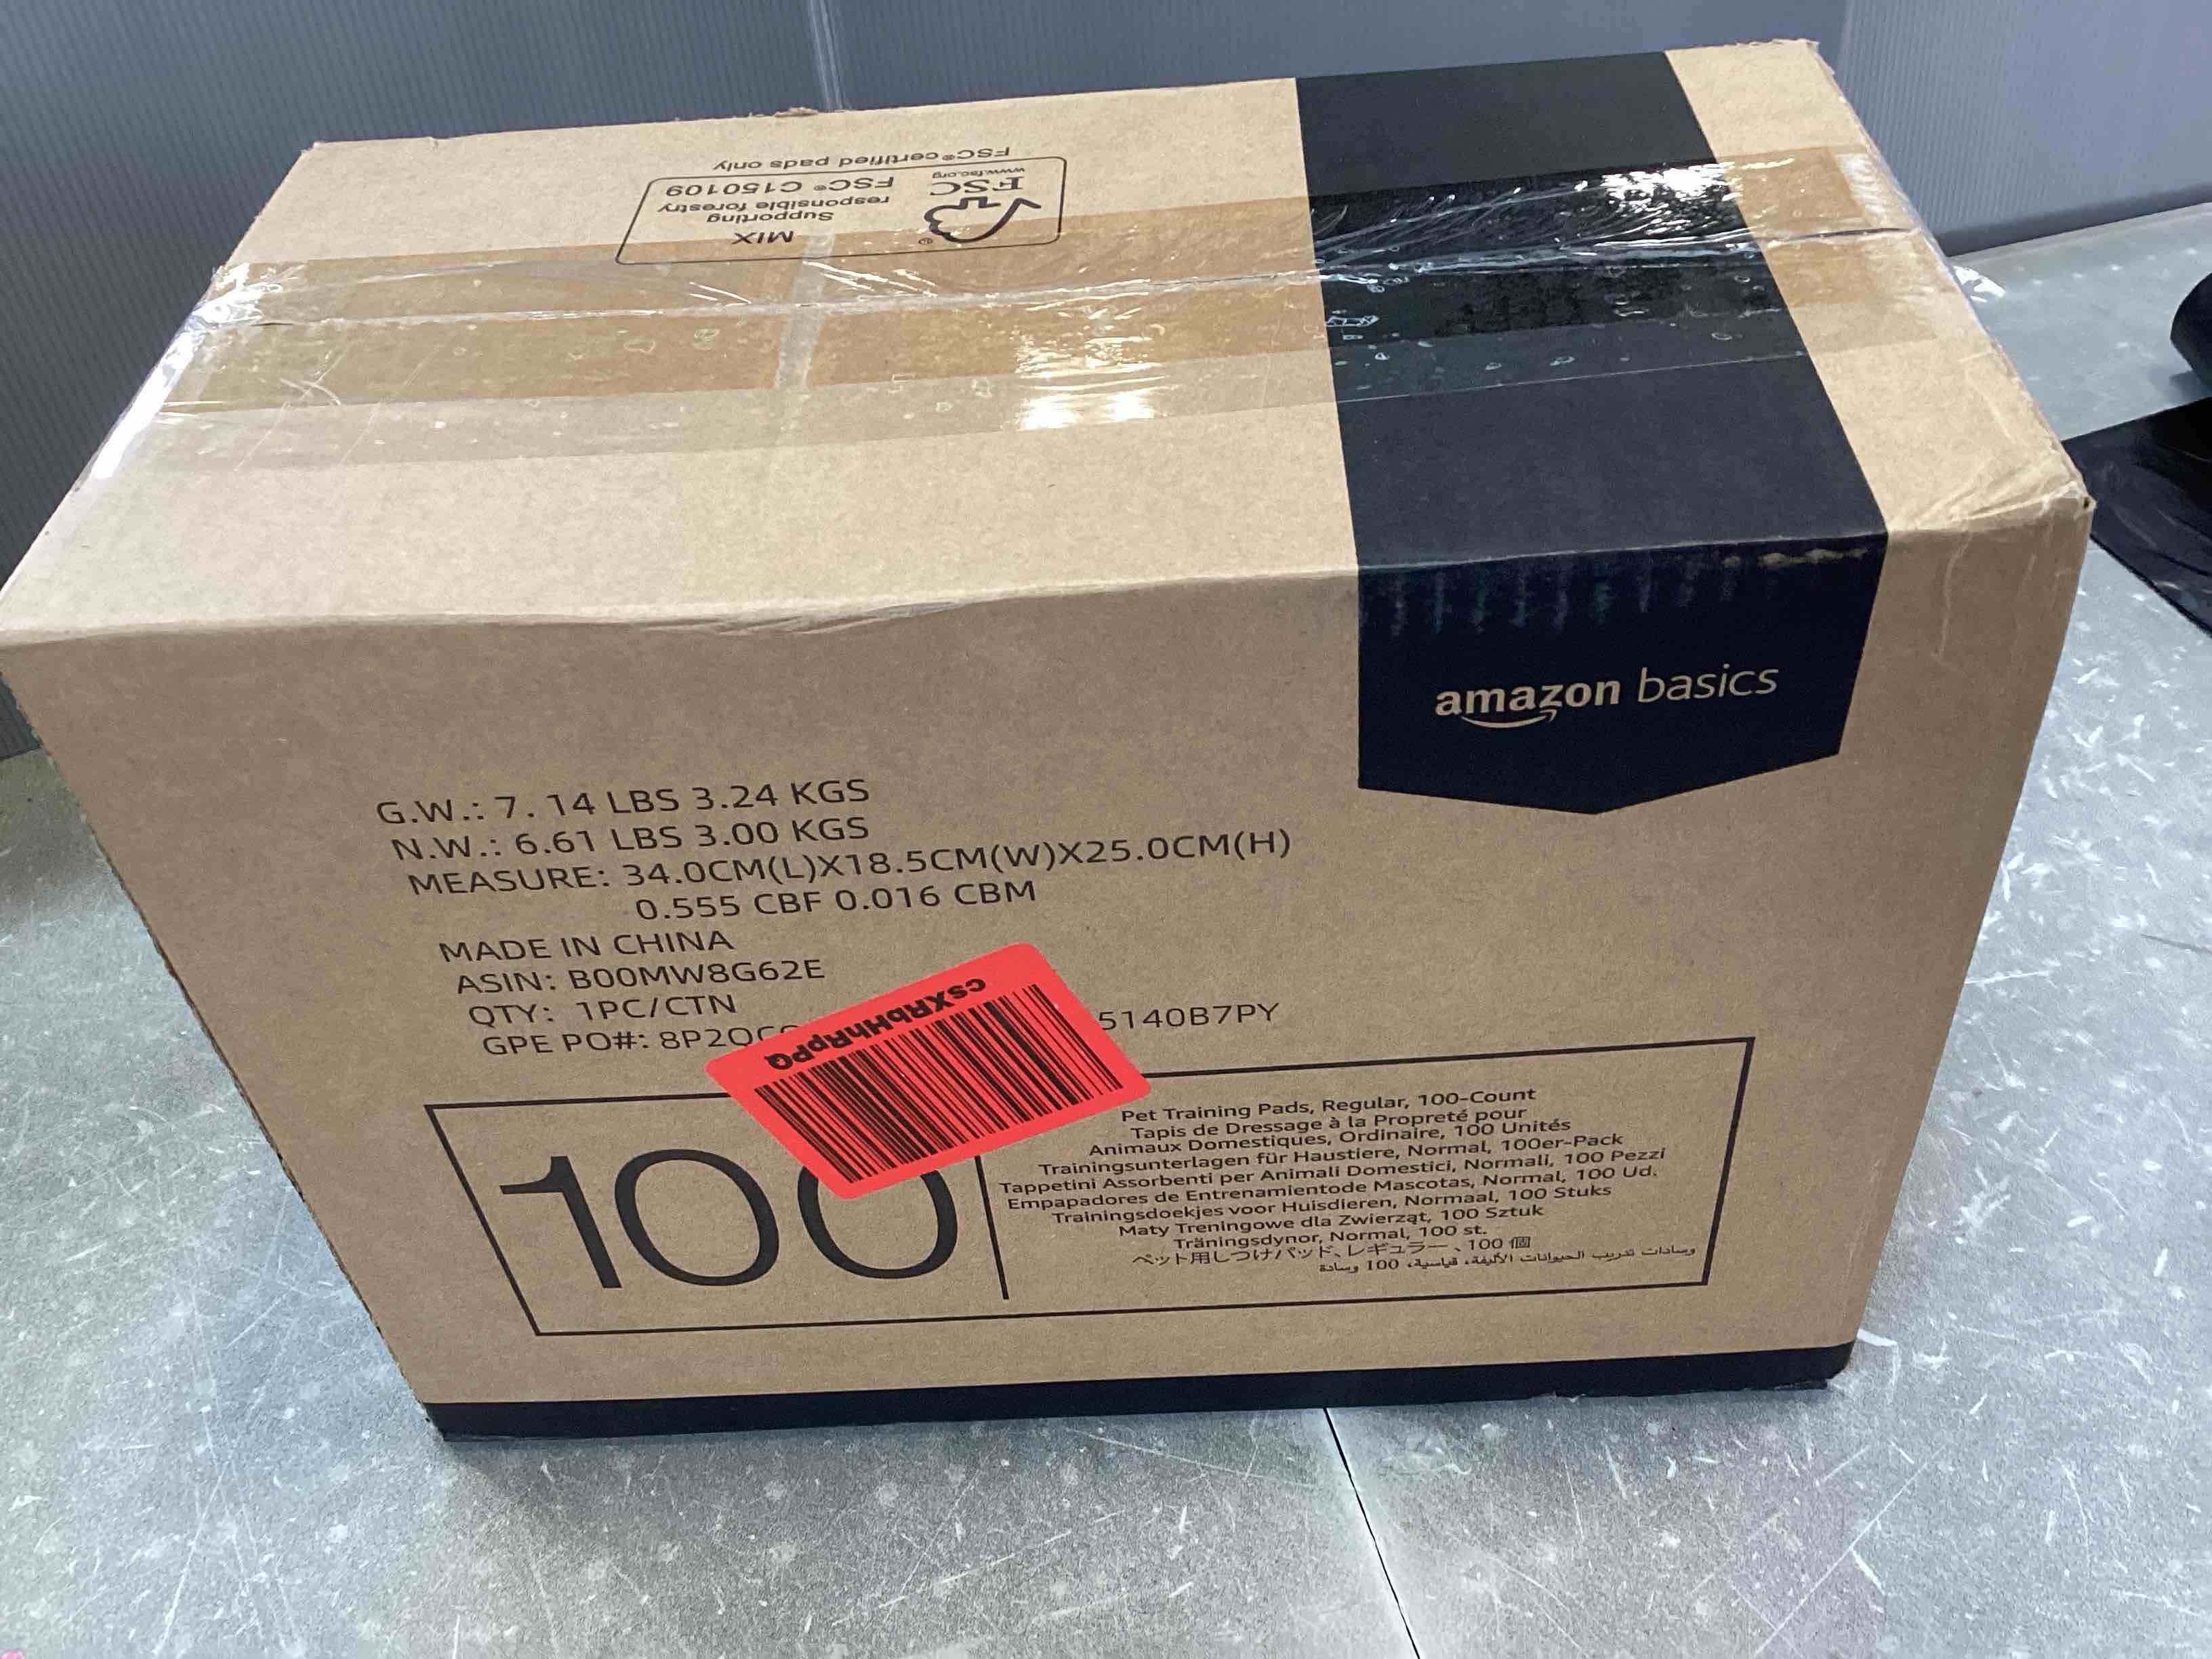 FSC® certified pads only
MIX
Supporting
responsible forestry
FSC® C150109
FSC
www.fsc.org
®
amazon basics
G.W.: 7.14 LBS 3.24 KGS
N.W.: 6.61 LBS 3.00 KGS
MEASURE: 34.0CM(L)X18.5CM(W)X25.0CM(H)
0.555 CBF 0.016 CBM
MADE IN CHINA
ASIN: B00MW8G62E
QTY: 1PC/CTN
GPE PO#: 5140B7PY
csXRbHhRpPQ
100
Pet Training Pads, Regular, 100-Count
Tapis de Dressage à la Propreté pour
Animaux Domestiques, Ordinaire, 100 Unités
Trainingsunterlagen für Haustiere, Normal, 100er-Pack
Tappetini Assorbenti per Animali Domestici, Normali, 100 Pezzi
Empapadores de Entrenamientode Mascotas, Normal, 100 Ud.
Trainingsdoekjes voor Huisdieren, Normaal, 100 Stuks
Maty Treningowe dla Zwierząt, 100 Sztuk
Träningsdynor, Normal, 100 st.
ペット用しつけパッド、レギュラー、100 個
وسادات تدريب الحيوانات الأليفة، قياسية، 100 وسادة